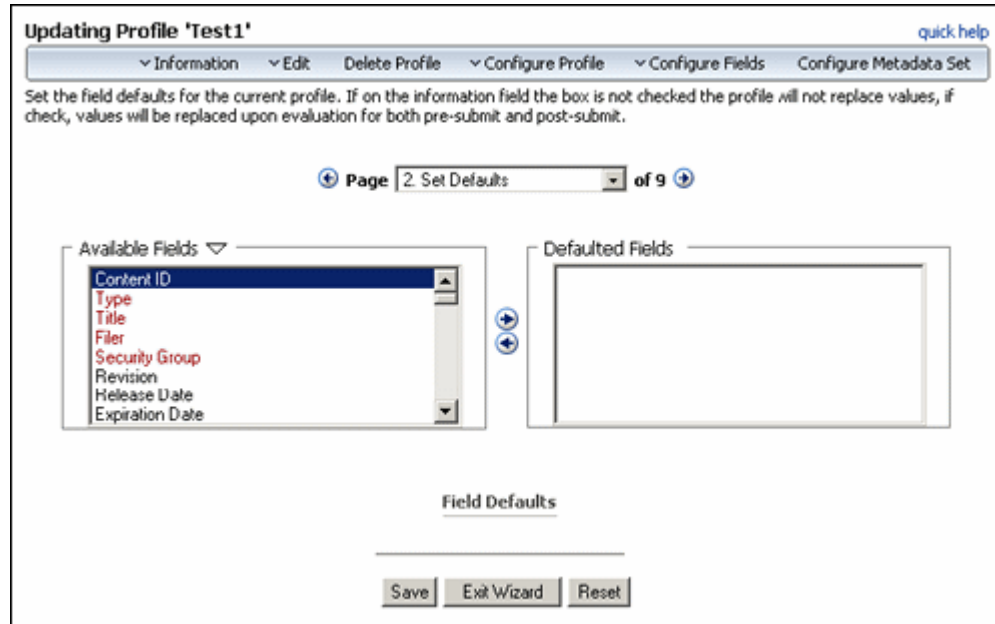 Updating Profile 'Test1'
quick help
Information Edit Delete Profile Configure Profile Configure Fields Configure Metadata Set
Set the field defaults for the current profile. If on the information field the box is not checked the profile will not replace values, if
check, values will be replaced upon evaluation for both pre-submit and post-submit.
Page 2. Set Defaults of 9
Available Fields
Content ID
Type
Title
Filer
Security Group
Revision
Release Date
Expiration Date
Defaulted Fields
Field Defaults
Save Exit Wizard Reset